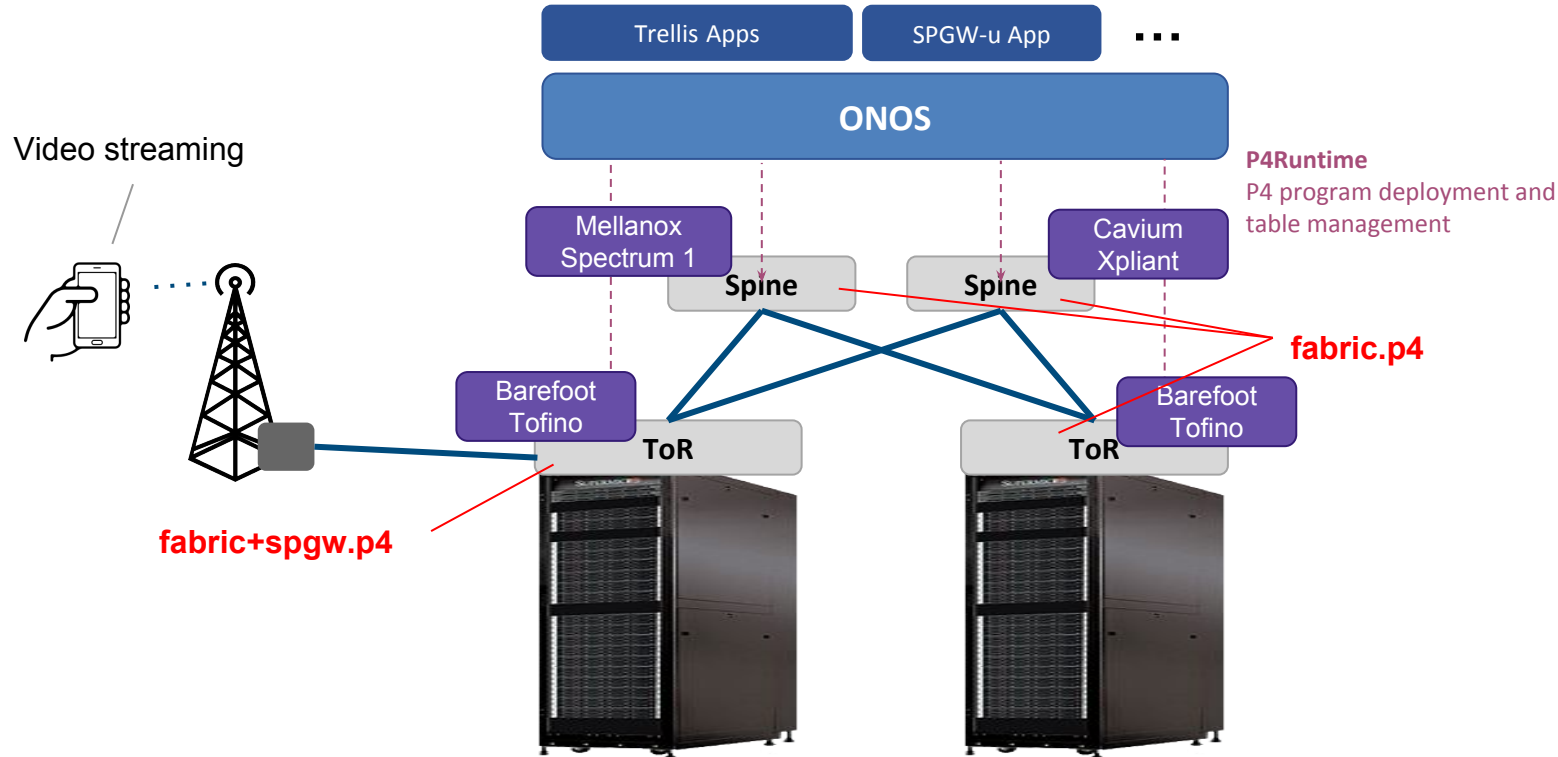 Trellis Apps
SPGW-u App
...
ONOS
Video streaming
P4Runtime
P4 program deployment and
table management
Mellanox
Spectrum 1
Cavium
Xpliant
Spine
Spine
fabric.p4
Barefoot
Tofino
Barefoot
Tofino
ToR
ToR
fabric+spgw.p4